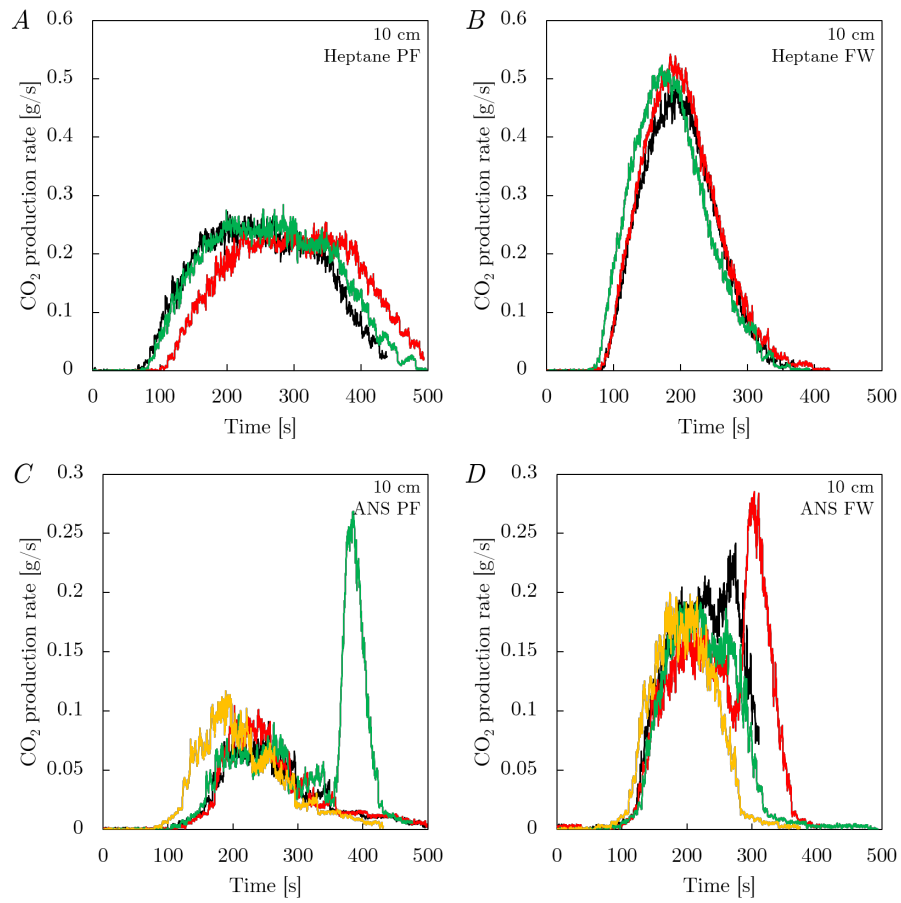 A
0.6
0.5
0.4
0.3
0.2
0.1
0
CO₂ production rate [g/s]
10 cm
Heptane PF
0 100 200 300 400 500
Time [s]
B
0.6
0.5
0.4
0.3
0.2
0.1
0
CO₂ production rate [g/s]
10 cm
Heptane FW
0 100 200 300 400 500
Time [s]
C
0.3
0.25
0.2
0.15
0.1
0.05
0
CO₂ production rate [g/s]
10 cm
ANS PF
0 100 200 300 400 500
Time [s]
D
0.3
0.25
0.2
0.15
0.1
0.05
0
CO₂ production rate [g/s]
10 cm
ANS FW
0 100 200 300 400 500
Time [s]